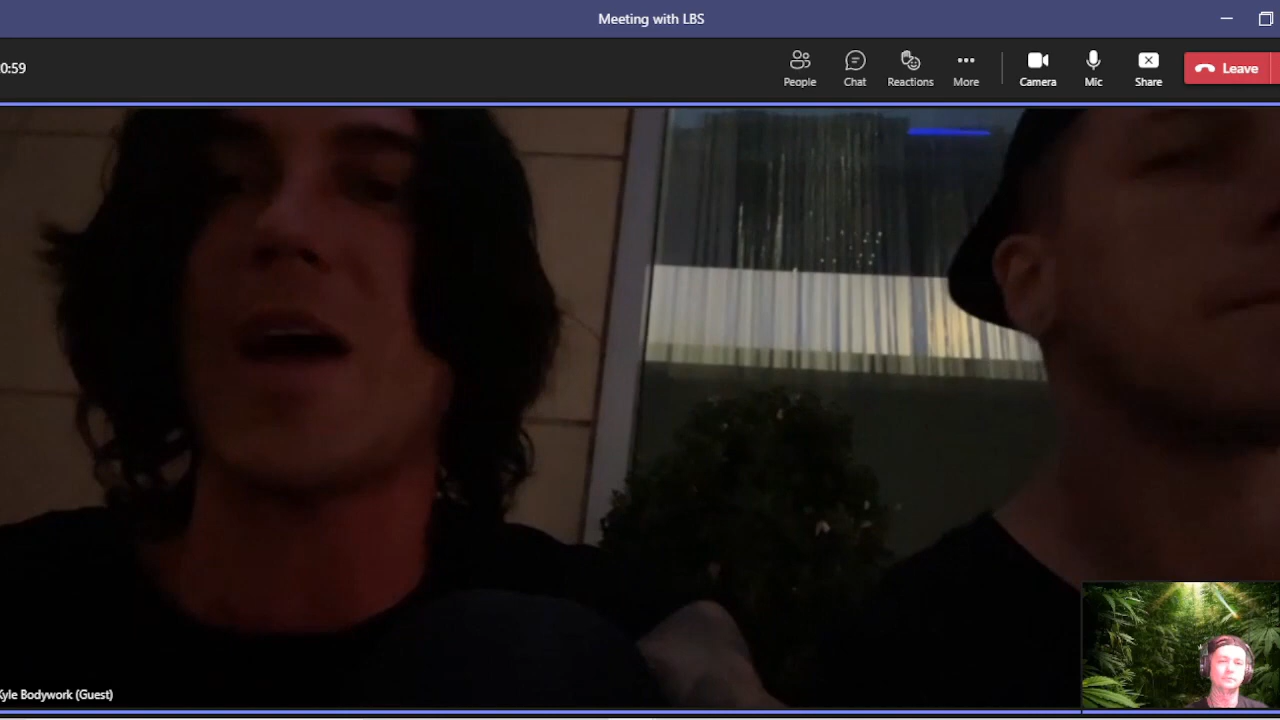 Meeting with LBS
0:59
People
Chat
Reactions
More
Camera
Mic
Share
Leave
Kyle Bodywork (Guest)